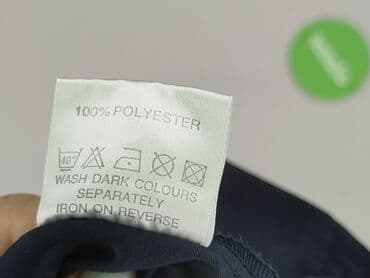 100% POLYESTER
40°
WASH DARK COLOURS
SEPARATELY
IRON ON REVERSE